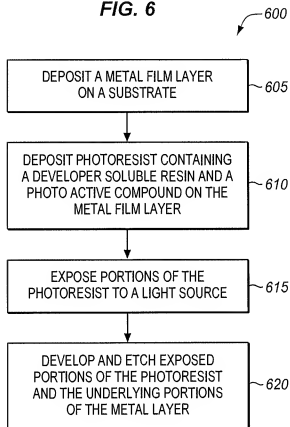 FIG. 6
600
DEPOSIT A METAL FILM LAYER
ON A SUBSTRATE
605
DEPOSIT PHOTORESIST CONTAINING
A DEVELOPER SOLUBLE RESIN AND A
PHOTO ACTIVE COMPOUND ON THE
METAL FILM LAYER
610
EXPOSE PORTIONS OF THE
PHOTORESIST TO A LIGHT SOURCE
615
DEVELOP AND ETCH EXPOSED
PORTIONS OF THE PHOTORESIST
AND THE UNDERLYING PORTIONS
OF THE METAL LAYER
620